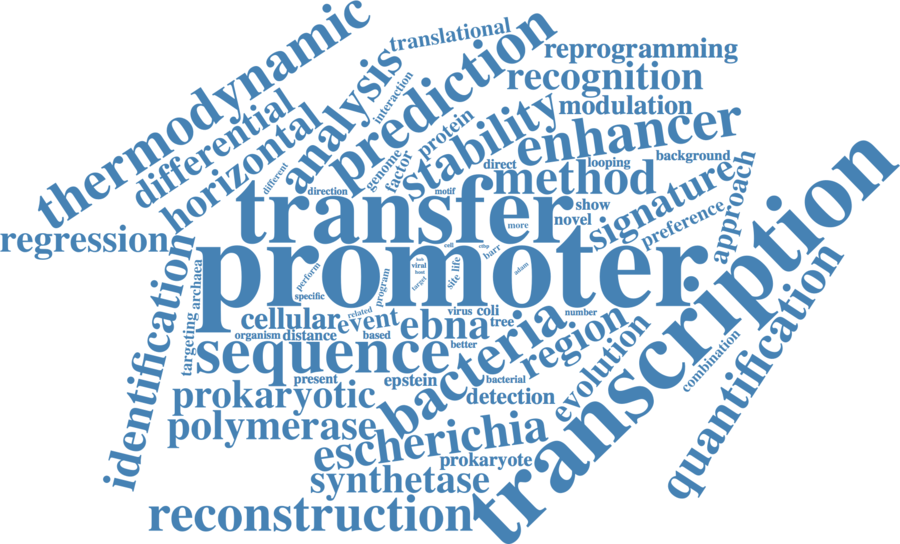 thermodynamic
translational
reprogramming
recognition
prediction
analysis
interaction
differential
horizontal
modulation
stability
enhancer
protein
genome
factor
different
direction
motif
direct
looping
background
method
transfer
more
show
novel
signature
preference
approach
transcription
regression
identification
targeting
archaea
promoter
perform
specific
program
related
cell
barr
viral
host
target
site
life
adam
cellular
event
ebna
virus
coli
tree
number
organism
distance
based
better
sequence
present
epstein
bacteria
bacterial
region
evolution
combination
quantification
prokaryotic
detection
polymerase
escherichia
prokaryote
synthetase
reconstruction